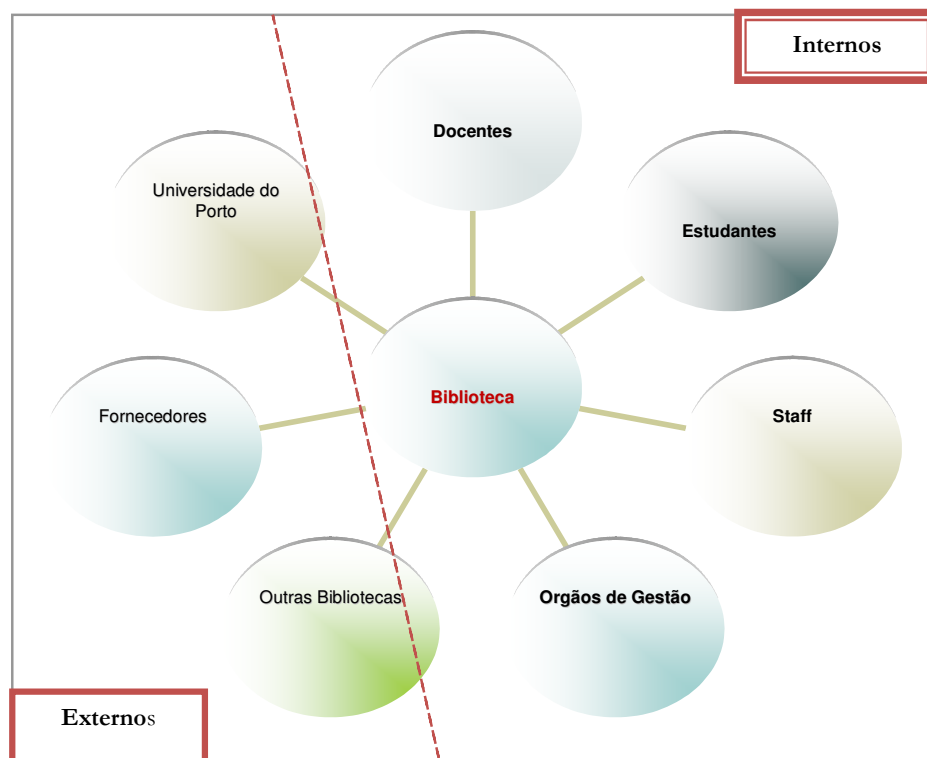 Internos
Docentes
Universidade do
Porto
Estudantes
Biblioteca
Fornecedores
Staff
Outras Bibliotecas
Orgãos de Gestão
Externos